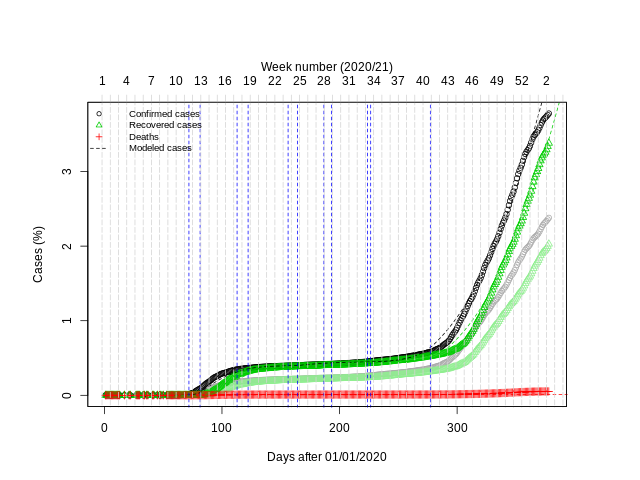 Week number (2020/21)
1 4 7 10 13 16 19 22 25 28 31 34 37 40 43 46 49 52 2
Confirmed cases
Recovered cases
Deaths
Modeled cases
Cases (%)
3
2
1
0
0 100 200 300
Days after 01/01/2020